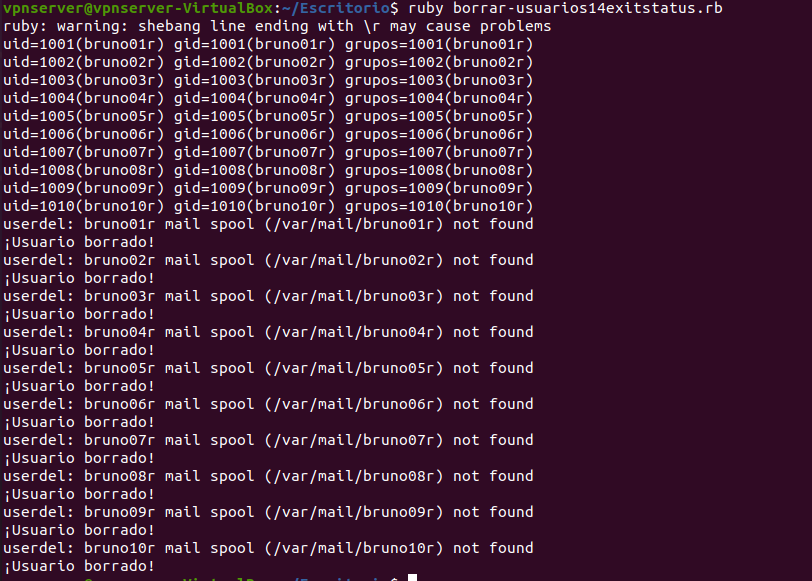 vpnserver@vpnserver-VirtualBox:~/Escritorio$ ruby borrar-usuarios14exitstatus.rb
ruby: warning: shebang line ending with \r may cause problems
uid=1001(bruno01r) gid=1001(bruno01r) grupos=1001(bruno01r)
uid=1002(bruno02r) gid=1002(bruno02r) grupos=1002(bruno02r)
uid=1003(bruno03r) gid=1003(bruno03r) grupos=1003(bruno03r)
uid=1004(bruno04r) gid=1004(bruno04r) grupos=1004(bruno04r)
uid=1005(bruno05r) gid=1005(bruno05r) grupos=1005(bruno05r)
uid=1006(bruno06r) gid=1006(bruno06r) grupos=1006(bruno06r)
uid=1007(bruno07r) gid=1007(bruno07r) grupos=1007(bruno07r)
uid=1008(bruno08r) gid=1008(bruno08r) grupos=1008(bruno08r)
uid=1009(bruno09r) gid=1009(bruno09r) grupos=1009(bruno09r)
uid=1010(bruno10r) gid=1010(bruno10r) grupos=1010(bruno10r)
userdel: bruno01r mail spool (/var/mail/bruno01r) not found
¡Usuario borrado!
userdel: bruno02r mail spool (/var/mail/bruno02r) not found
¡Usuario borrado!
userdel: bruno03r mail spool (/var/mail/bruno03r) not found
¡Usuario borrado!
userdel: bruno04r mail spool (/var/mail/bruno04r) not found
¡Usuario borrado!
userdel: bruno05r mail spool (/var/mail/bruno05r) not found
¡Usuario borrado!
userdel: bruno06r mail spool (/var/mail/bruno06r) not found
¡Usuario borrado!
userdel: bruno07r mail spool (/var/mail/bruno07r) not found
¡Usuario borrado!
userdel: bruno08r mail spool (/var/mail/bruno08r) not found
¡Usuario borrado!
userdel: bruno09r mail spool (/var/mail/bruno09r) not found
¡Usuario borrado!
userdel: bruno10r mail spool (/var/mail/bruno10r) not found
¡Usuario borrado!